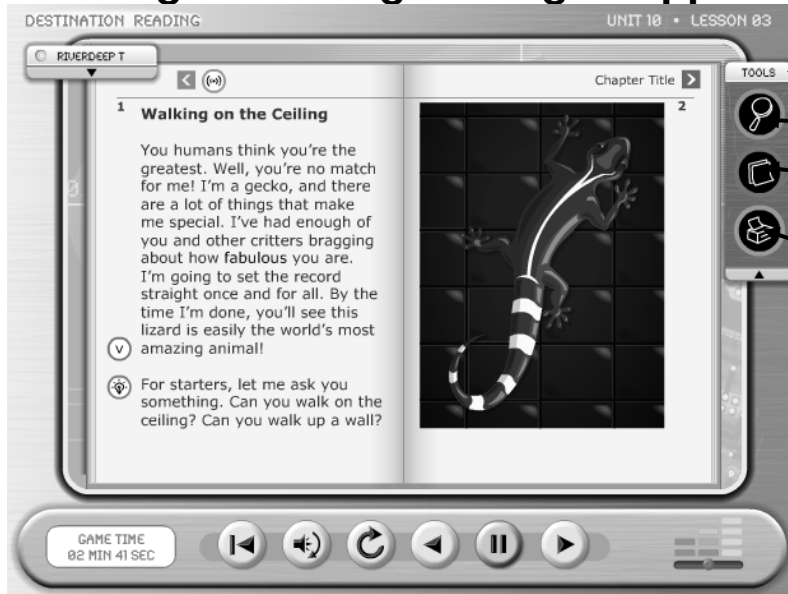 DESTINATION READING
UNIT 10 • LESSON 03
RIVERDEEP T
Chapter Title
TOOLS
1
2
Walking on the Ceiling
You humans think you're the
greatest. Well, you're no match
for me! I'm a gecko, and there
are a lot of things that make
me special. I've had enough of
you and other critters bragging
about how fabulous you are.
I'm going to set the record
straight once and for all. By the
time I'm done, you'll see this
lizard is easily the world's most
V
amazing animal!
For starters, let me ask you
something. Can you walk on the
ceiling? Can you walk up a wall?
GAME TIME
02 MIN 41 SEC